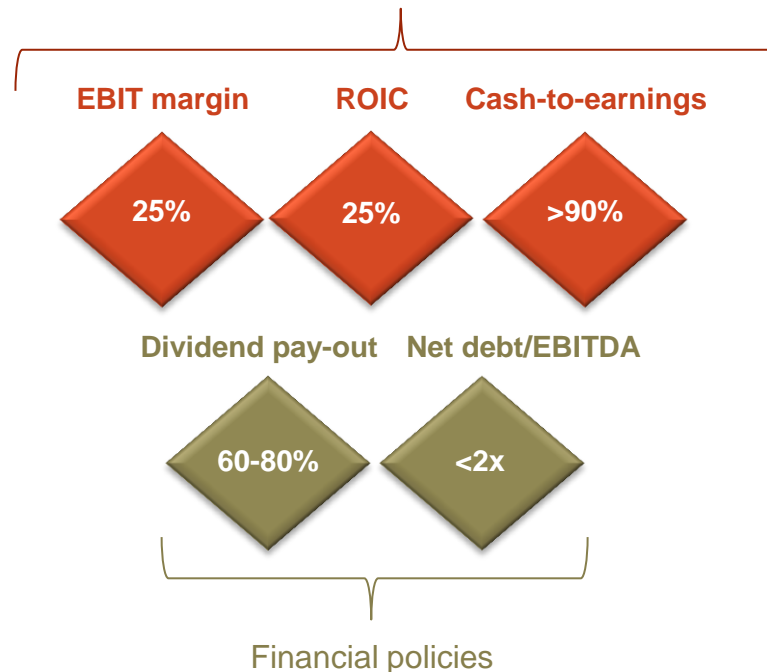 EBIT margin ROIC Cash-to-earnings
25% 25% >90%
Dividend pay-out Net debt/EBITDA
60-80% <2x
Financial policies